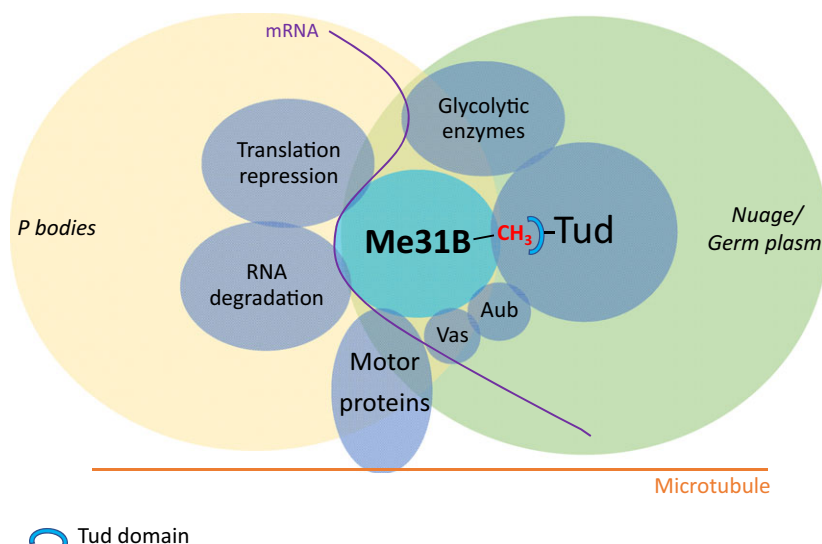 mRNA
Glycolytic
enzymes
Translation
repression
P bodies
Me31B
CH3
Tud
Nuage/
Germ plasm
RNA
degradation
Aub
Vas
Motor
proteins
Microtubule
Tud domain